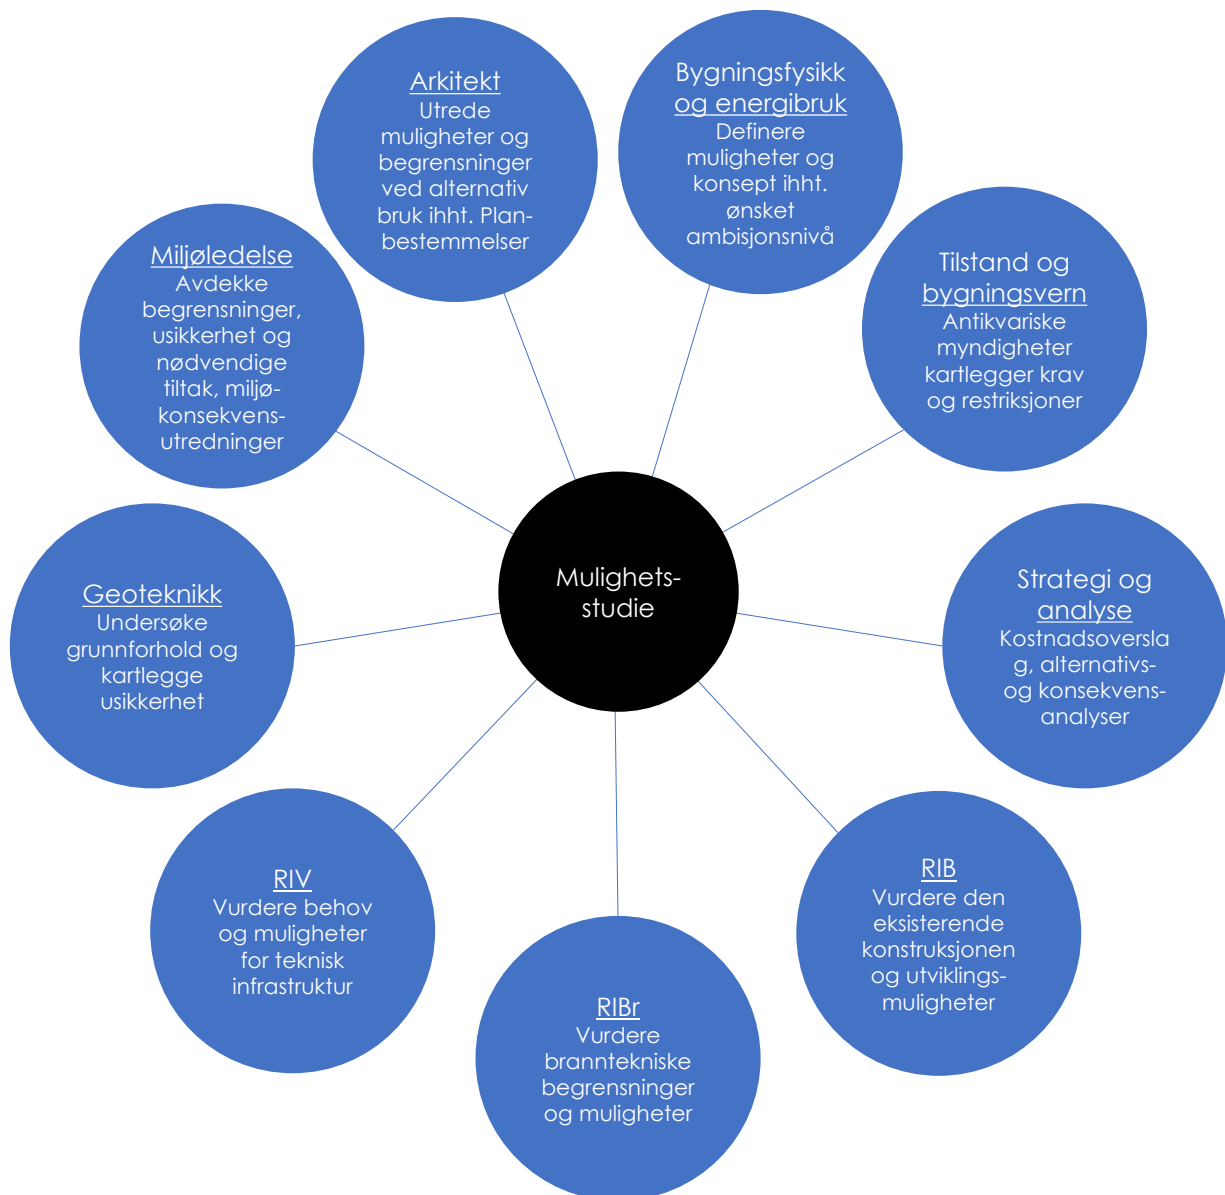 Arkitekt
Utrede
muligheter og
begrensninger
ved alternativ
bruk ihht. Plan-
bestemmelser
Bygningsfysikk
og energibruk
Definere
muligheter og
konsept ihht.
ønsket
ambisjonsnivå
Miljøledelse
Avdekke
begrensninger,
usikkerhet og
nødvendige
tiltak, miljø-
konsekvens-
utredninger
Tilstand og
bygningsvern
Antikvariske
myndigheter
kartlegger krav
og restriksjoner
Mulighets-
studie
Geoteknikk
Undersøke
grunnforhold og
kartlegge
usikkerhet
Strategi og
analyse
Kostnadsoversla
g, alternativs-
og konsekvens-
analyser
RIV
Vurdere behov
og muligheter
for teknisk
infrastruktur
RIB
Vurdere den
eksisterende
konstruksjonen
og utviklings-
muligheter
RIBr
Vurdere
branntekniske
begrensninger
og muligheter